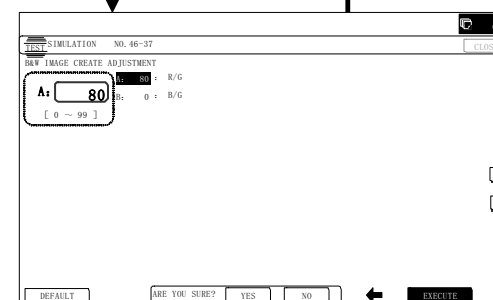 TEST SIMULATION NO. 46-37
CLOS
B&W IMAGE CREATE ADJUSTMENT
A: 80 : R/G
A: 80
B: 0 : B/G
[ 0 ～ 99 ]
DEFAULT
ARE YOU SURE? YES NO
EXECUTE